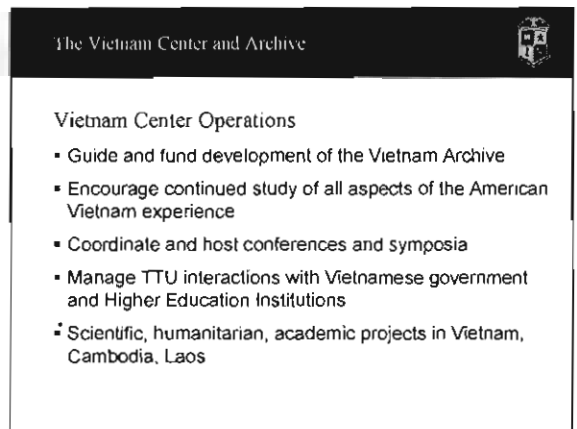 The Vietnam Center and Archive
Vietnam Center Operations
▪ Guide and fund development of the Vietnam Archive
▪ Encourage continued study of all aspects of the American
Vietnam experience
▪ Coordinate and host conferences and symposia
▪ Manage TTU interactions with Vietnamese government
and Higher Education Institutions
▪ Scientific, humanitarian, academic projects in Vietnam,
Cambodia, Laos